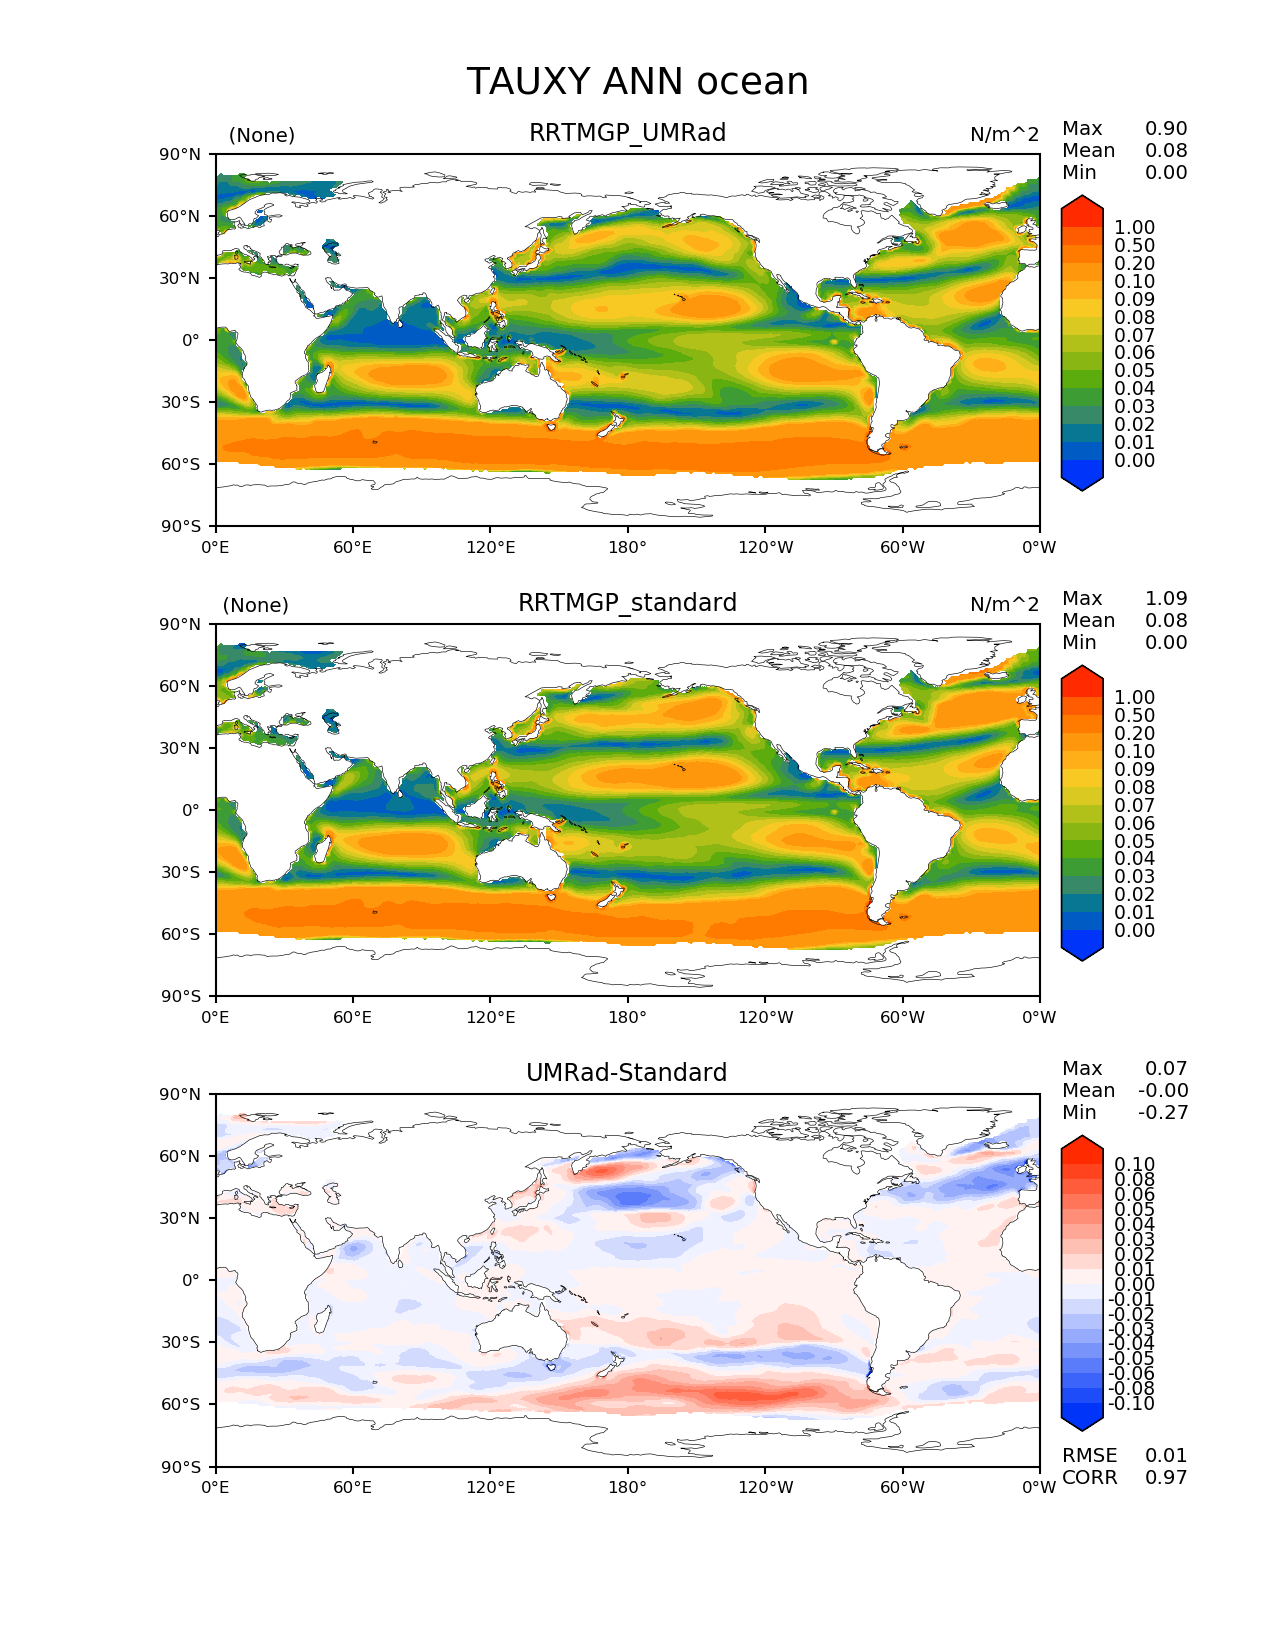 TAUXY ANN ocean
(None) RRTMGP_UMRad N/m^2
Max 0.90
Mean 0.08
Min 0.00
90°N
60°N
30°N
0°
30°S
60°S
90°S
0°E 60°E 120°E 180° 120°W 60°W 0°W
1.00
0.50
0.20
0.10
0.09
0.08
0.07
0.06
0.05
0.04
0.03
0.02
0.01
0.00
(None) RRTMGP_standard N/m^2
Max 1.09
Mean 0.08
Min 0.00
90°N
60°N
30°N
0°
30°S
60°S
90°S
0°E 60°E 120°E 180° 120°W 60°W 0°W
1.00
0.50
0.20
0.10
0.09
0.08
0.07
0.06
0.05
0.04
0.03
0.02
0.01
0.00
UMRad-Standard
Max 0.07
Mean -0.00
Min -0.27
90°N
60°N
30°N
0°
30°S
60°S
90°S
0°E 60°E 120°E 180° 120°W 60°W 0°W
0.10
0.08
0.06
0.05
0.04
0.03
0.02
0.01
0.00
-0.01
-0.02
-0.03
-0.04
-0.05
-0.06
-0.08
-0.10
RMSE 0.01
CORR 0.97